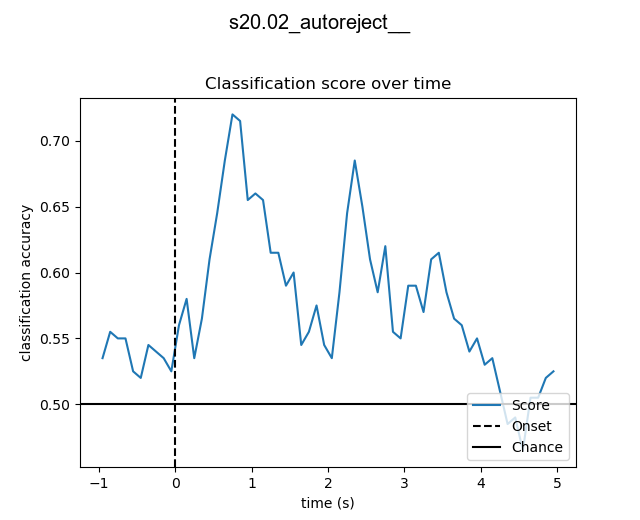 s20.02_autoreject__
Classification score over time
classification accuracy
0.70
0.65
0.60
0.55
0.50
−1
0
1
2
3
4
5
time (s)
Score
Onset
Chance